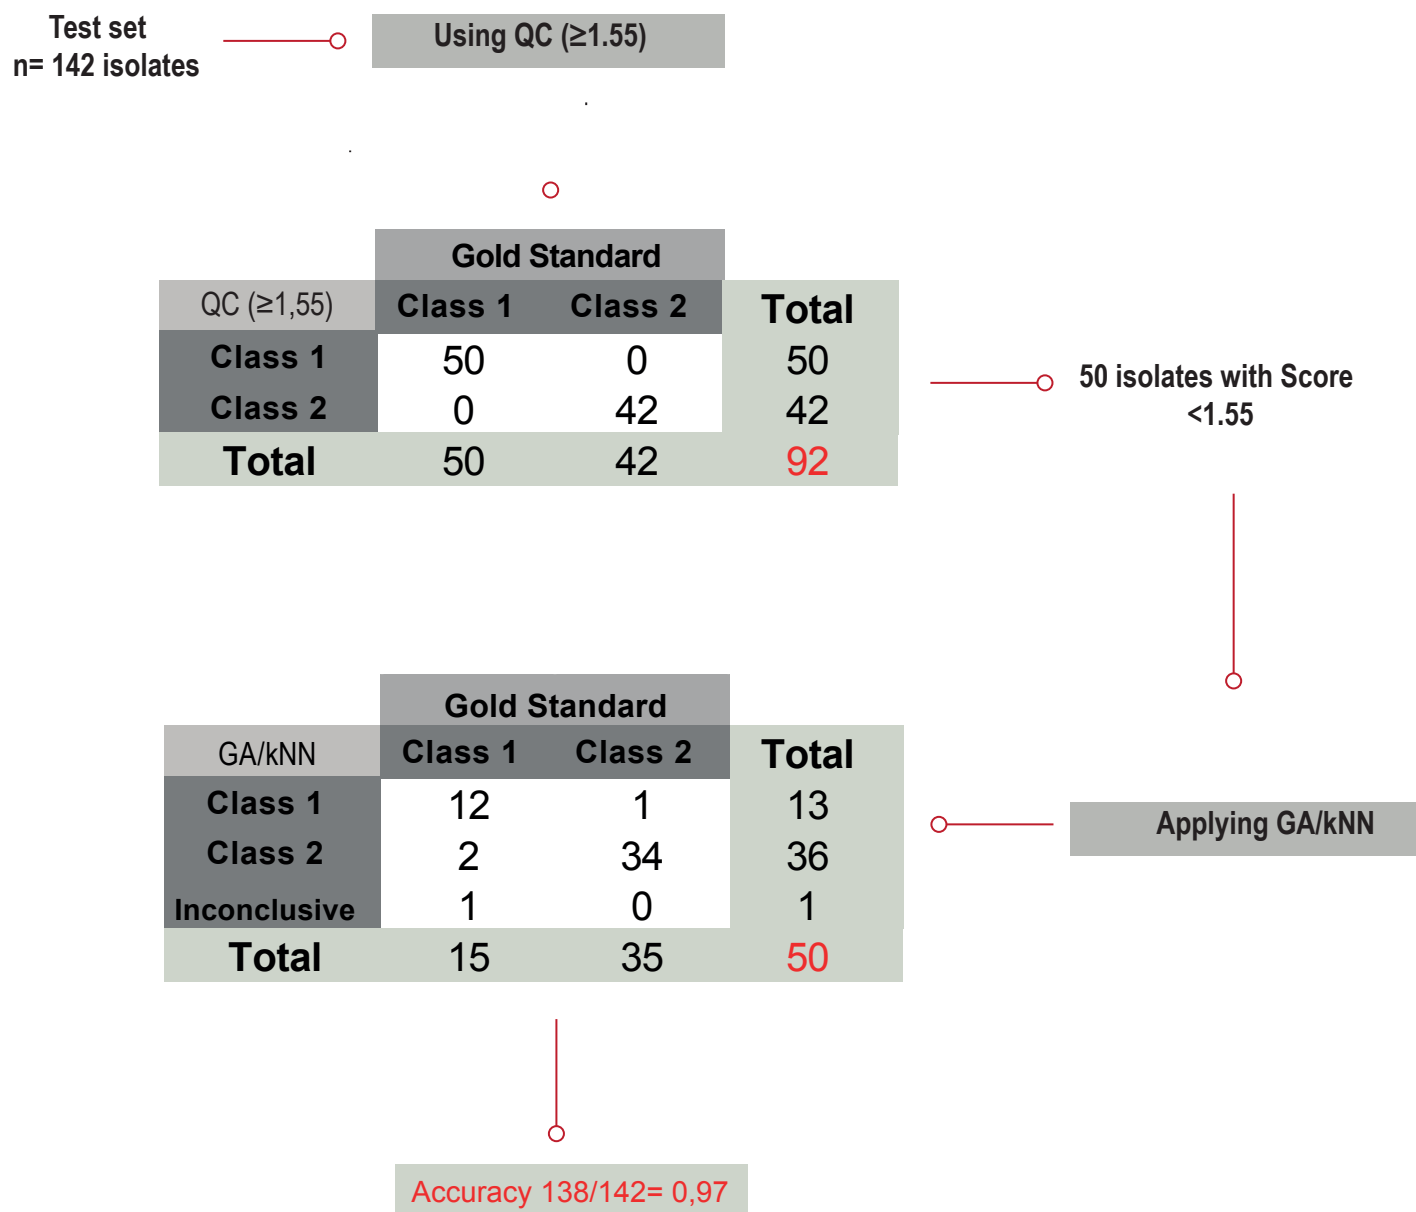 Test set
n= 142 isolates
Using QC (≥1.55)
Gold Standard
QC (≥1,55) Class 1 Class 2 Total
Class 1 50 0 50
Class 2 0 42 42
Total 50 42 92
50 isolates with Score
<1.55
Gold Standard
GA/kNN Class 1 Class 2 Total
Class 1 12 1 13
Class 2 2 34 36
Inconclusive 1 0 1
Total 15 35 50
Applying GA/kNN
Accuracy 138/142= 0,97